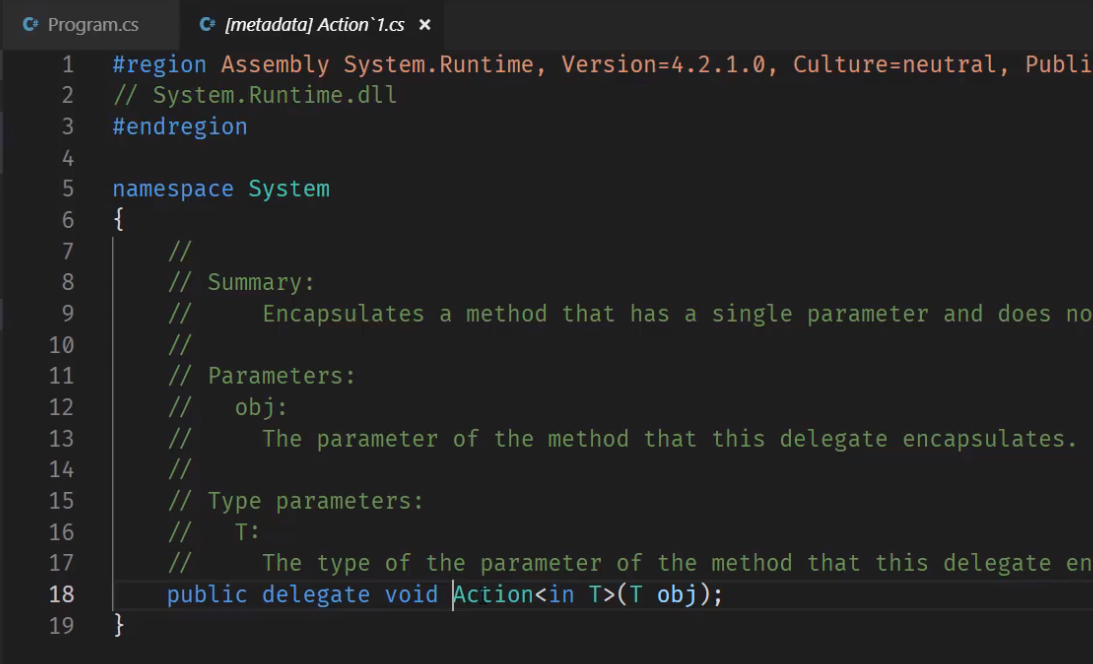 C# Program.cs
C# [metadata] Action`1.cs ×
1 #region Assembly System.Runtime, Version=4.2.1.0, Culture=neutral, Publi
2 // System.Runtime.dll
3 #endregion
4
5 namespace System
6 {
7 //
8 // Summary:
9 // Encapsulates a method that has a single parameter and does no
10 //
11 // Parameters:
12 // obj:
13 // The parameter of the method that this delegate encapsulates.
14 //
15 // Type parameters:
16 // T:
17 // The type of the parameter of the method that this delegate en
18 public delegate void Action<in T>(T obj);
19 }